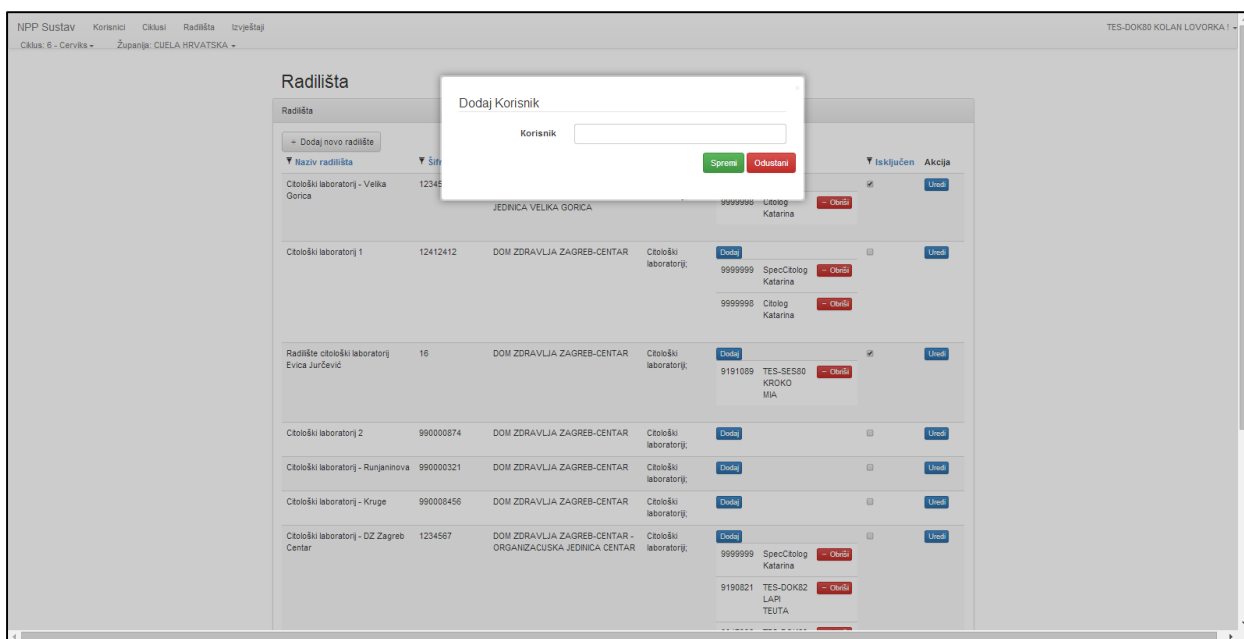 NPP Sustav Korisnici Ciklusi Radilišta Izvještaji TES-DOK80 KOLAN LOVORKA !
Ciklus: 6 - Cerviks Županija: CIJELA HRVATSKA
Radilišta
Radilišta
Dodaj Korisnik
Korisnik
Spremi Odustani
+ Dodaj novo radilište
Naziv radilišta Isključen Akcija
Citološki laboratorij - Velika Uredi
Gorica JEDINICA VELIKA GORICA 9999998 Citolog - Obriši
Katarina
Citološki laboratorij 1 12412412 DOM ZDRAVLJA ZAGREB-CENTAR Citološki Dodaj Uredi
laboratoriji; 9999999 SpecCitolog - Obriši
Katarina
9999998 Citolog - Obriši
Katarina
Radilište citološki laboratorij 16 DOM ZDRAVLJA ZAGREB-CENTAR Citološki Dodaj Uredi
Evica Jurčević laboratoriji; 9191089 TES-SES80 - Obriši
KROKO
MIA
Citološki laboratorij 2 990000874 DOM ZDRAVLJA ZAGREB-CENTAR Citološki Dodaj Uredi
laboratoriji;
Citološki laboratorij - Runjaninova 990000321 DOM ZDRAVLJA ZAGREB-CENTAR Citološki Dodaj Uredi
laboratoriji;
Citološki laboratorij - Kruge 990008456 DOM ZDRAVLJA ZAGREB-CENTAR Citološki Dodaj Uredi
laboratoriji;
Citološki laboratorij - DZ Zagreb 1234567 DOM ZDRAVLJA ZAGREB-CENTAR - Citološki Dodaj Uredi
Centar ORGANIZACIJSKA JEDINICA CENTAR laboratoriji; 9999999 SpecCitolog - Obriši
Katarina
9190821 TES-DOK82 - Obriši
LAPI
TEUTA